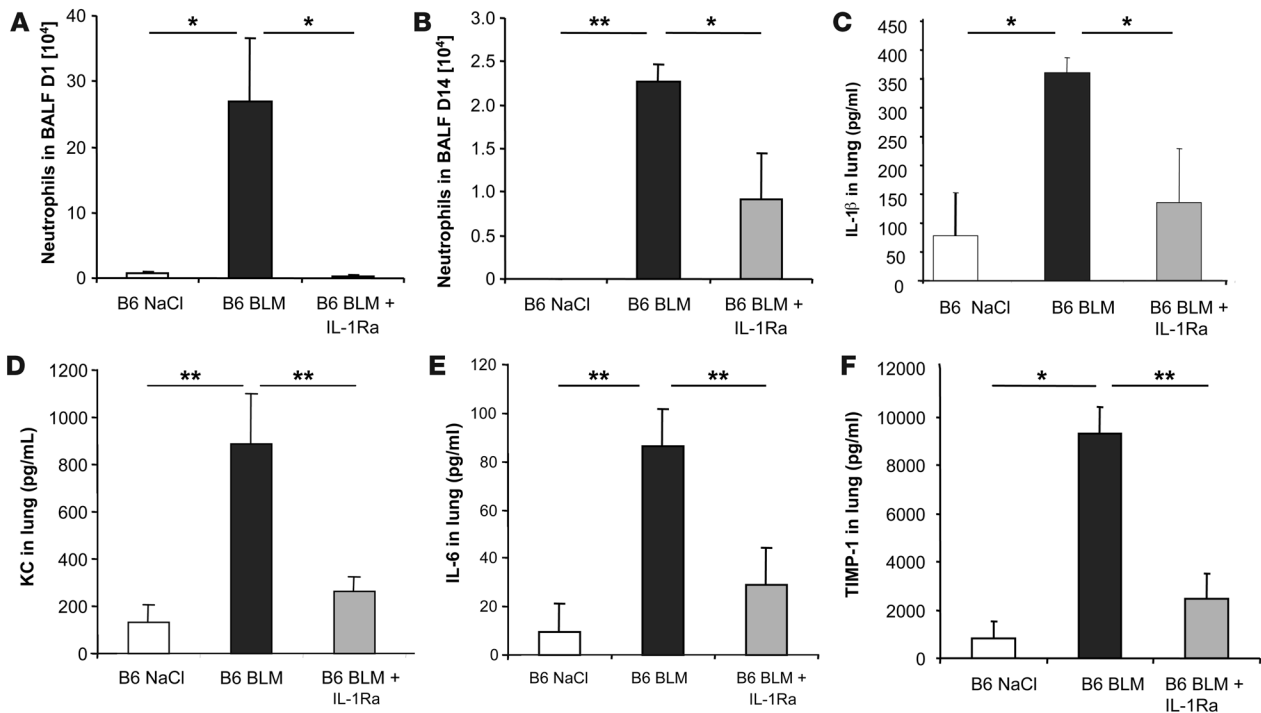 A
Neutrophils in BALF D1 [10⁴]
40
30
20
10
0
* *
B6 NaCl B6 BLM B6 BLM +
IL-1Ra
B
Neutrophils in BALF D14 [10⁴]
3.0
2.5
2.0
1.0
0.5
0
** *
B6 NaCl B6 BLM B6 BLM +
IL-1Ra
C
IL-1β in lung (pg/ml)
450
400
350
300
250
200
150
100
50
0
* *
B6 NaCl B6 BLM B6 BLM +
IL-1Ra
D
KC in lung (pg/mL)
1200
1000
800
600
400
200
0
** **
B6 NaCl B6 BLM B6 BLM +
IL-1Ra
E
IL-6 in lung (pg/ml)
120
100
80
60
40
20
0
** **
B6 NaCl B6 BLM B6 BLM +
IL-1Ra
F
TIMP-1 in lung (pg/ml)
12000
10000
8000
6000
4000
2000
0
* **
B6 NaCl B6 BLM B6 BLM +
IL-1Ra